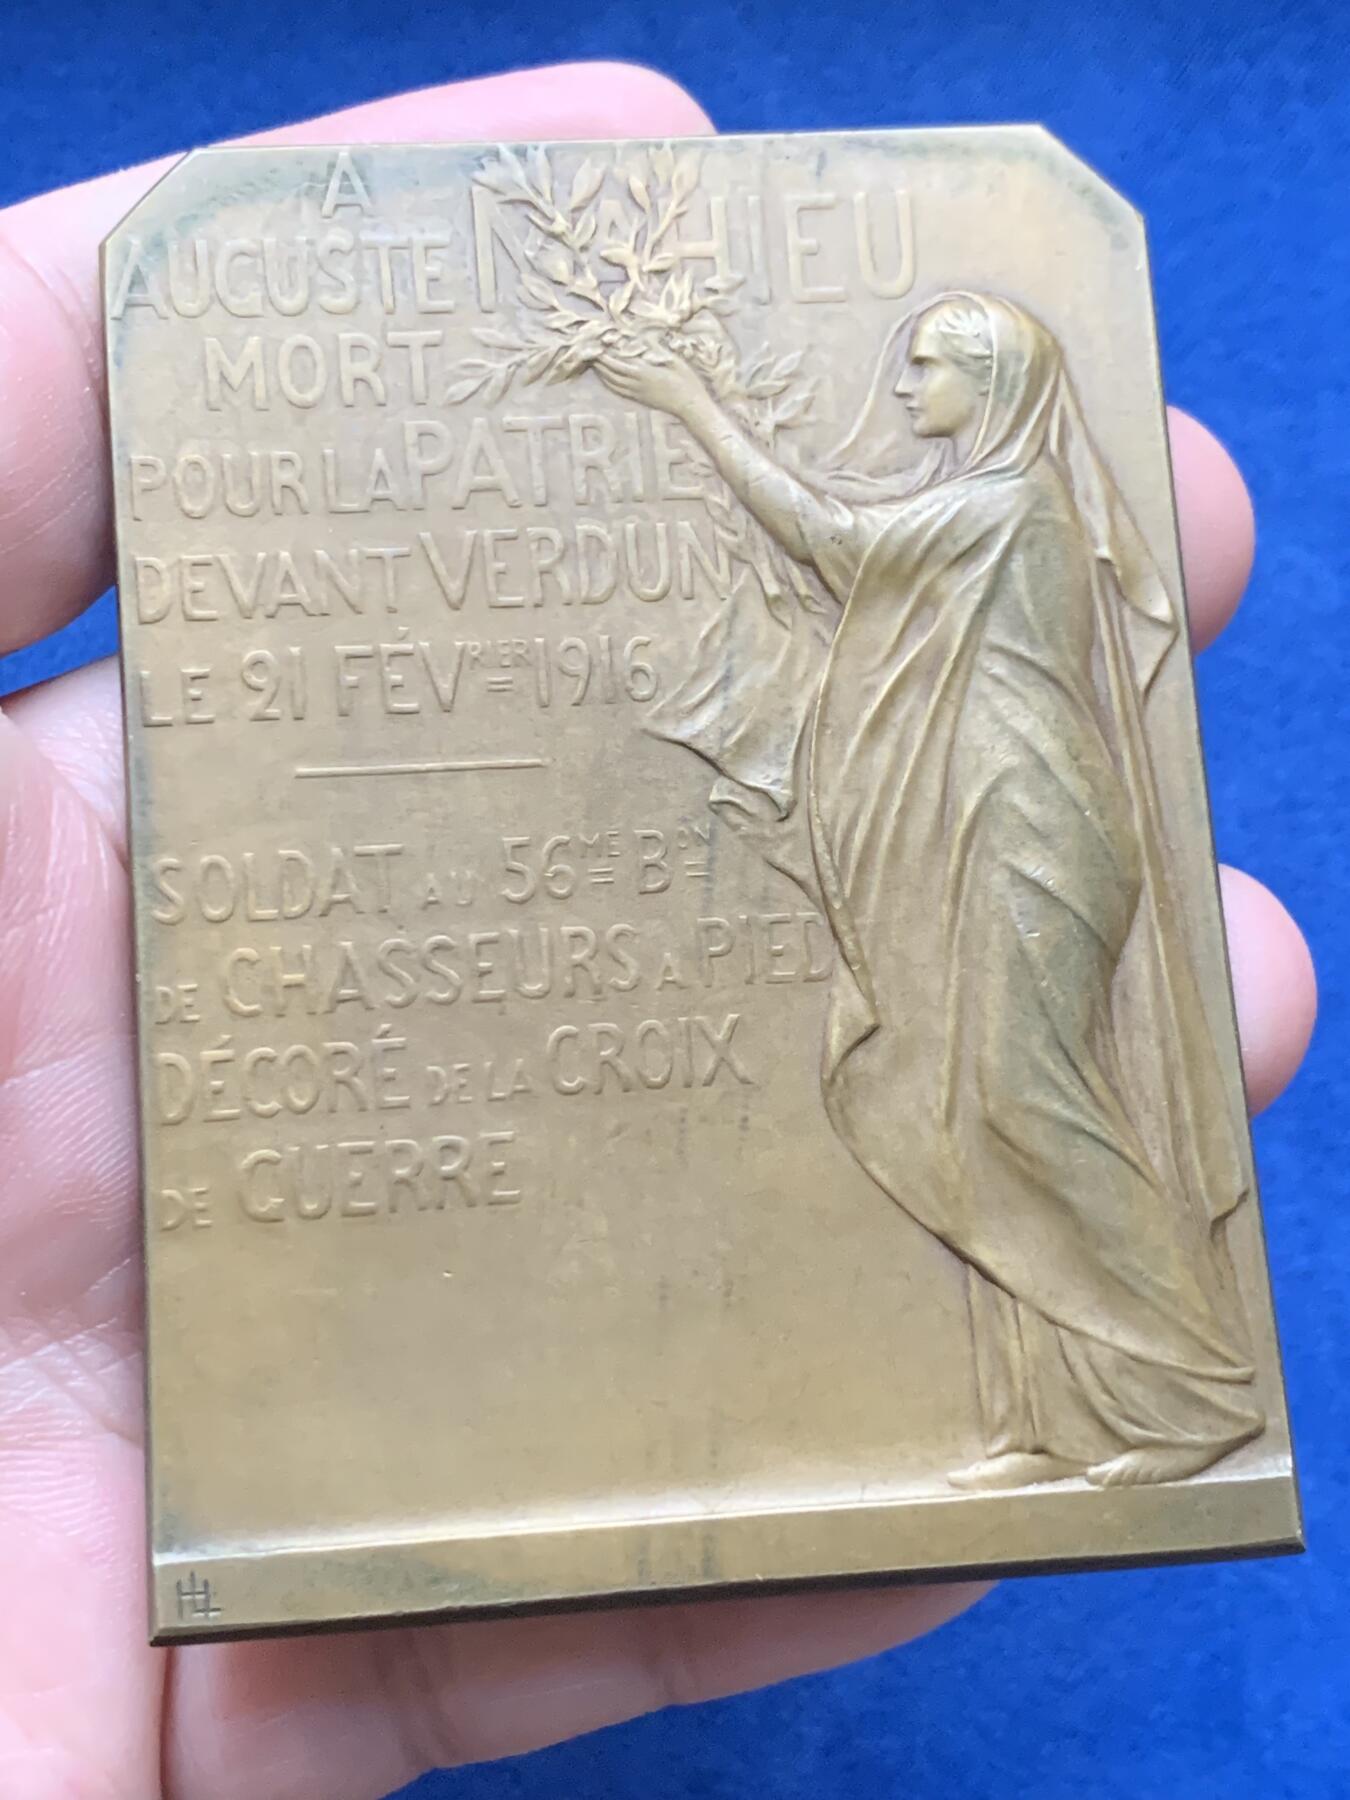 A
AUGUSTE MAHIEU
MORT
POUR LA PATRIE
DEVANT VERDUN
LE 21 FÉVRIER 1916
SOLDAT AU 56ME BON
DE CHASSEURS A PIED
DÉCORÉ DE LA CROIX
DE GUERRE